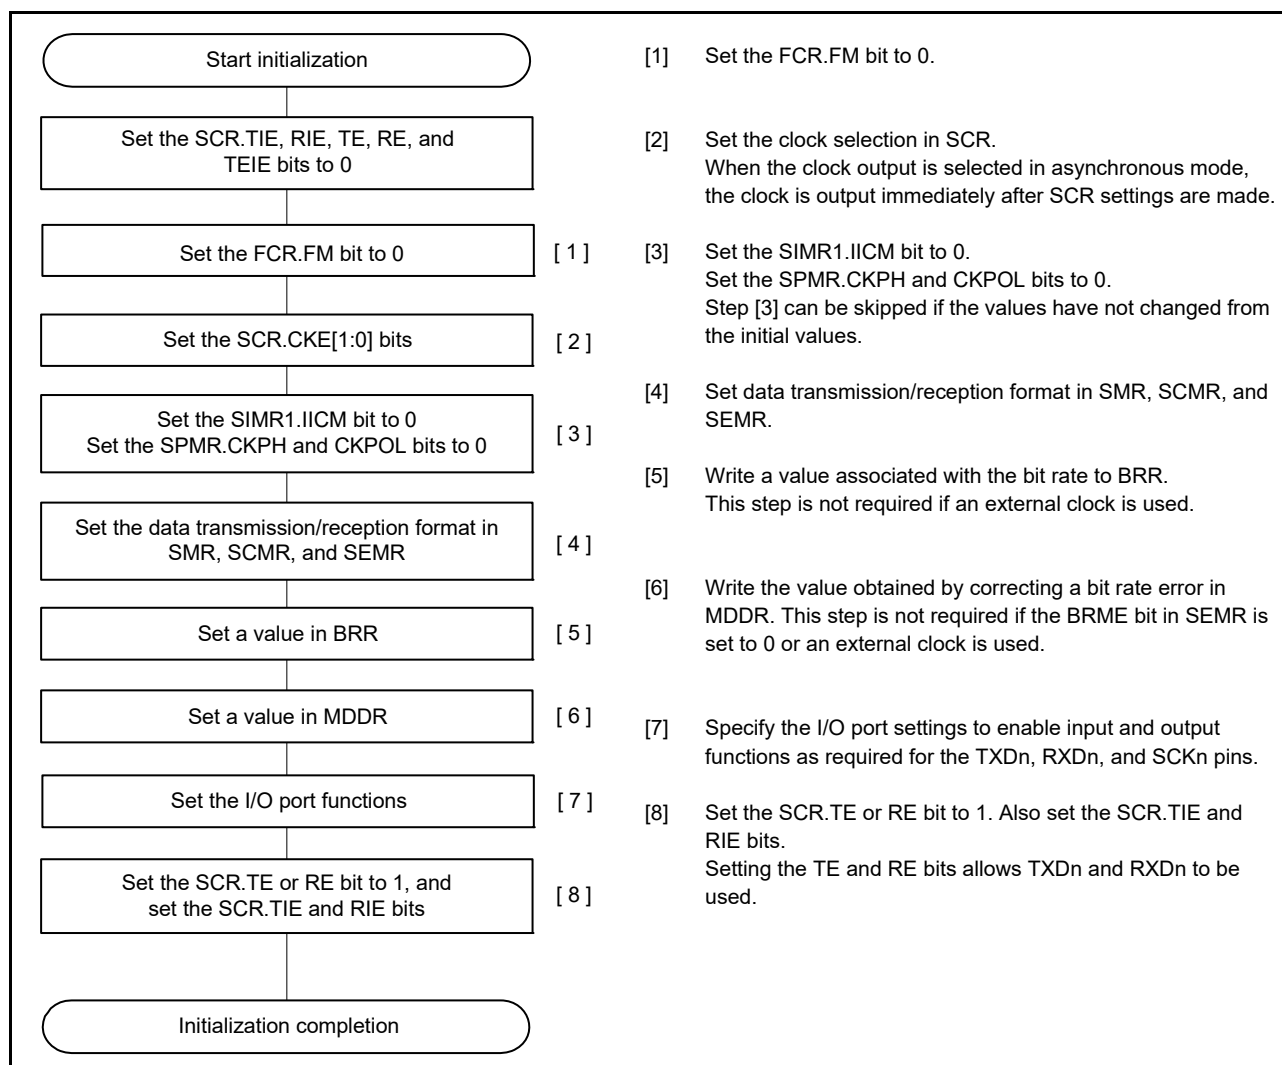 Start initialization
Set the SCR.TIE, RIE, TE, RE, and
TEIE bits to 0
Set the FCR.FM bit to 0
[ 1 ]
Set the SCR.CKE[1:0] bits
[ 2 ]
Set the SIMR1.IICM bit to 0
Set the SPMR.CKPH and CKPOL bits to 0
[ 3 ]
Set the data transmission/reception format in
SMR, SCMR, and SEMR
[ 4 ]
Set a value in BRR
[ 5 ]
Set a value in MDDR
[ 6 ]
Set the I/O port functions
[ 7 ]
Set the SCR.TE or RE bit to 1, and
set the SCR.TIE and RIE bits
[ 8 ]
Initialization completion
[1] Set the FCR.FM bit to 0.
[2] Set the clock selection in SCR.
When the clock output is selected in asynchronous mode,
the clock is output immediately after SCR settings are made.
[3] Set the SIMR1.IICM bit to 0.
Set the SPMR.CKPH and CKPOL bits to 0.
Step [3] can be skipped if the values have not changed from
the initial values.
[4] Set data transmission/reception format in SMR, SCMR, and
SEMR.
[5] Write a value associated with the bit rate to BRR.
This step is not required if an external clock is used.
[6] Write the value obtained by correcting a bit rate error in
MDDR. This step is not required if the BRME bit in SEMR is
set to 0 or an external clock is used.
[7] Specify the I/O port settings to enable input and output
functions as required for the TXDn, RXDn, and SCKn pins.
[8] Set the SCR.TE or RE bit to 1. Also set the SCR.TIE and
RIE bits.
Setting the TE and RE bits allows TXDn and RXDn to be
used.